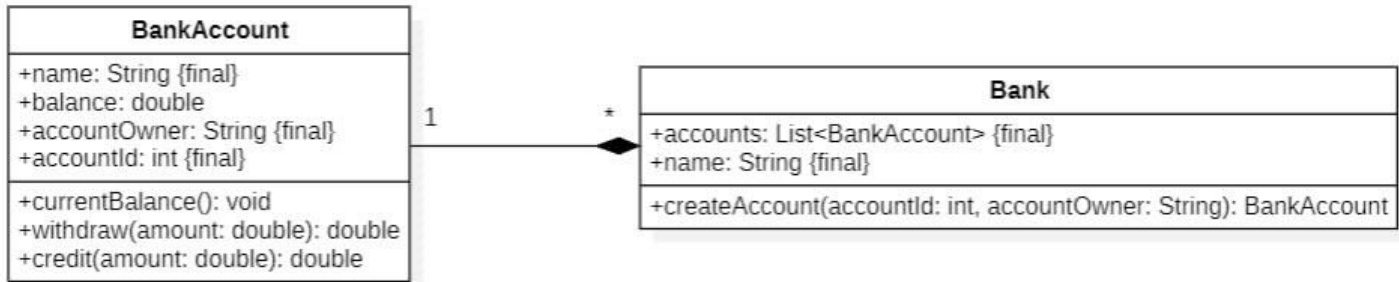 BankAccount
+name: String {final}
+balance: double
+accountOwner: String {final}
+accountId: int {final}
+currentBalance(): void
+withdraw(amount: double): double
+credit(amount: double): double
1
*
Bank
+accounts: List<BankAccount> {final}
+name: String {final}
+createAccount(accountId: int, accountOwner: String): BankAccount